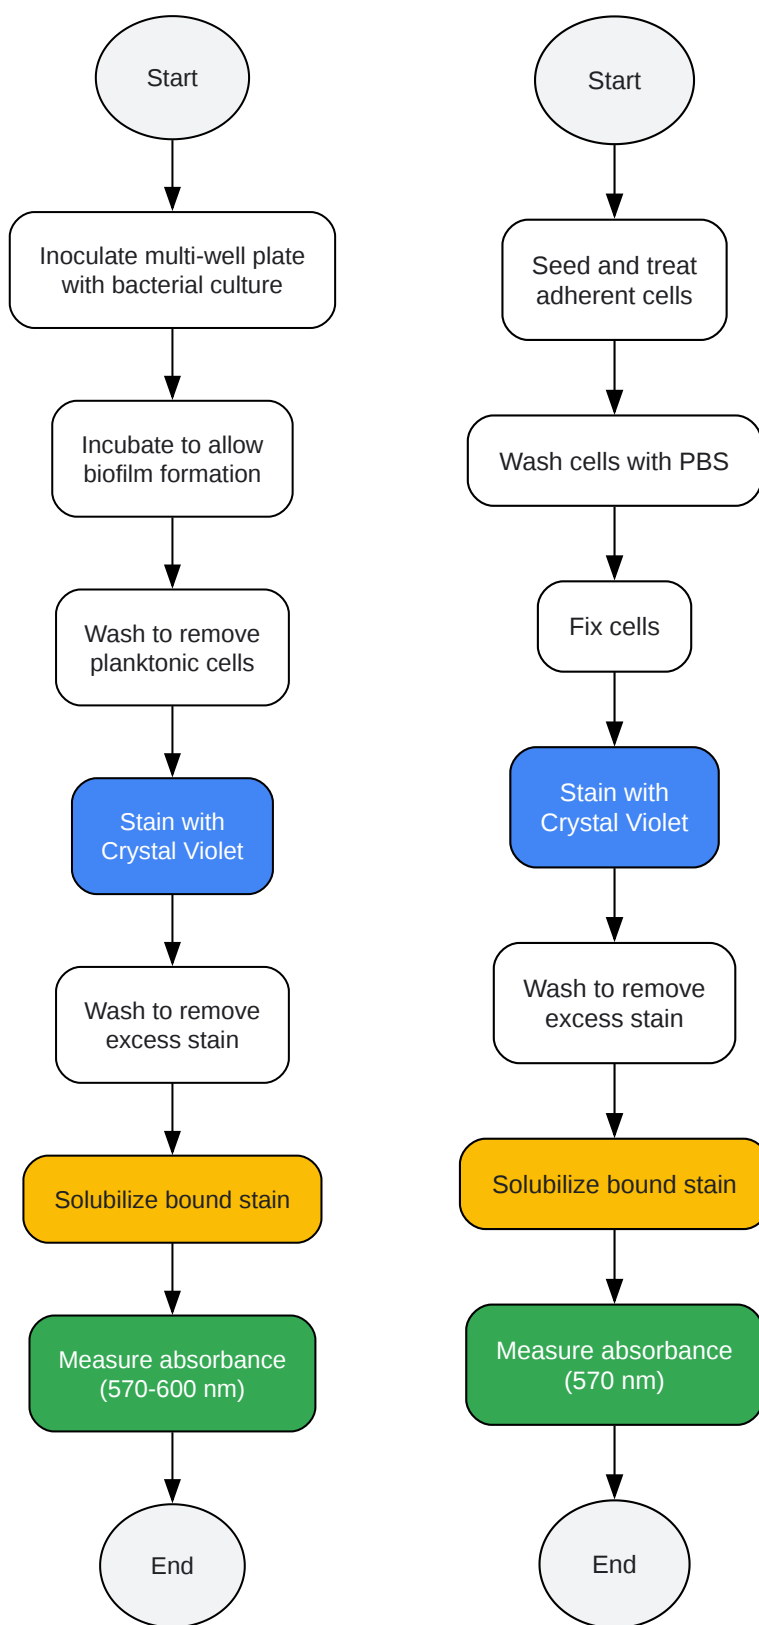 Start
Inoculate multi-well plate
with bacterial culture
Incubate to allow
biofilm formation
Wash to remove
planktonic cells
Stain with
Crystal Violet
Wash to remove
excess stain
Solubilize bound stain
Measure absorbance
(570-600 nm)
End
Start
Seed and treat
adherent cells
Wash cells with PBS
Fix cells
Stain with
Crystal Violet
Wash to remove
excess stain
Solubilize bound stain
Measure absorbance
(570 nm)
End